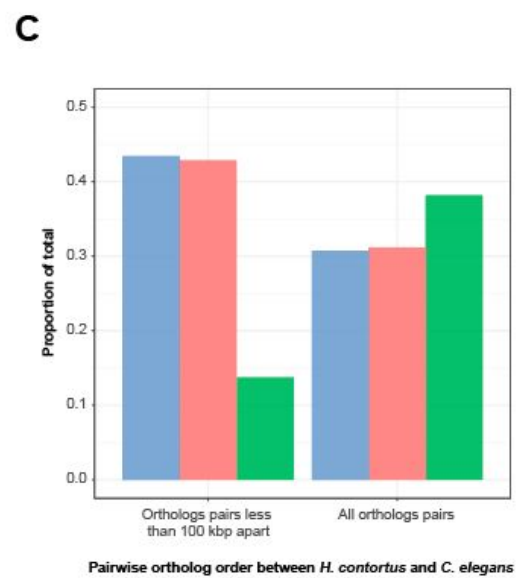 C
0.5
0.4
0.3
0.2
0.1
0.0
Proportion of total
Orthologs pairs less
than 100 kbp apart
All orthologs pairs
Pairwise ortholog order between H. contortus and C. elegans